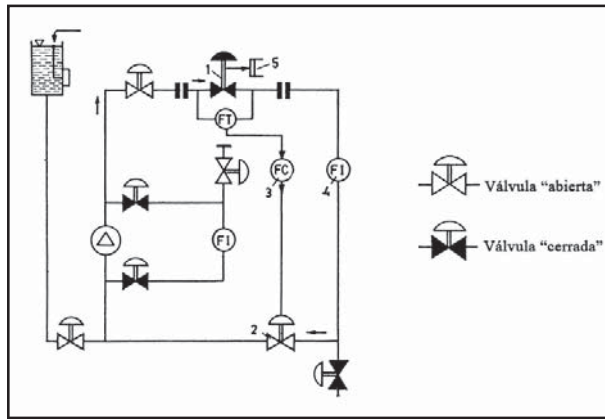 1
5
FT
FC
3
FI
4
FI
2
Válvula "abierta"
Válvula "cerrada"